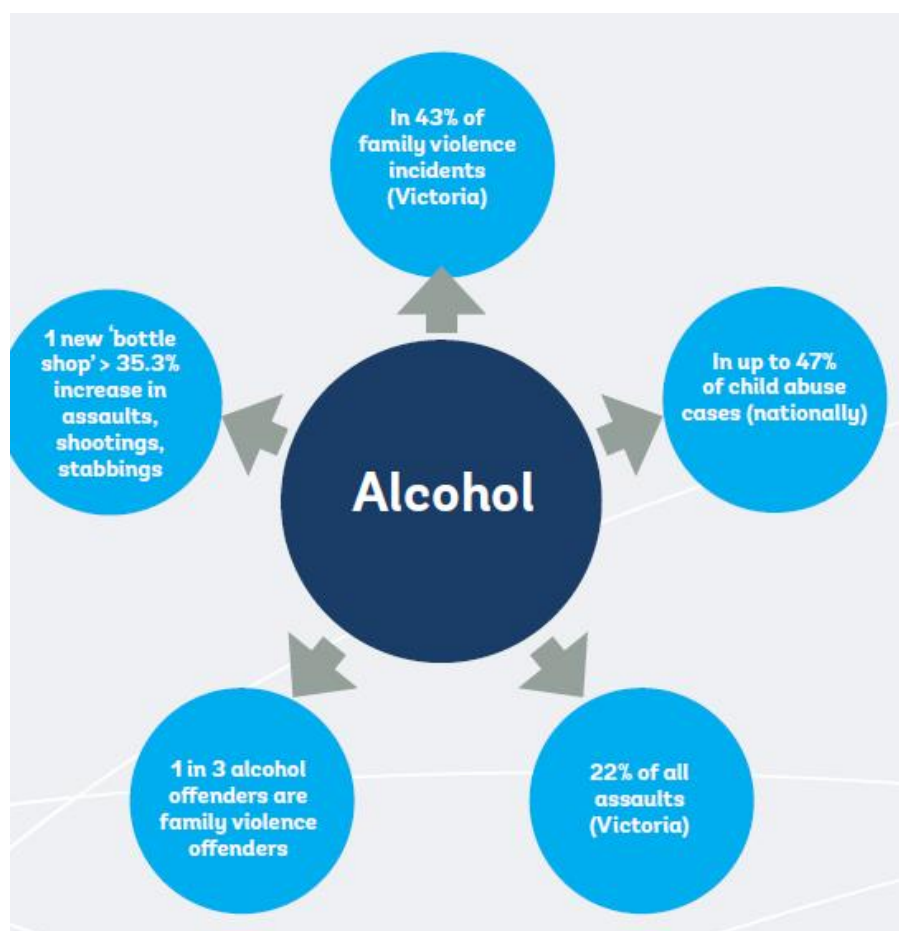 In 43% of
family violence
incidents
(Victoria)
1 new ‘bottle
shop’ > 35.3%
increase in
assaults,
shootings,
stabbings
In up to 47%
of child abuse
cases (nationally)
Alcohol
1 in 3 alcohol
offenders are
family violence
offenders
22% of all
assaults
(Victoria)